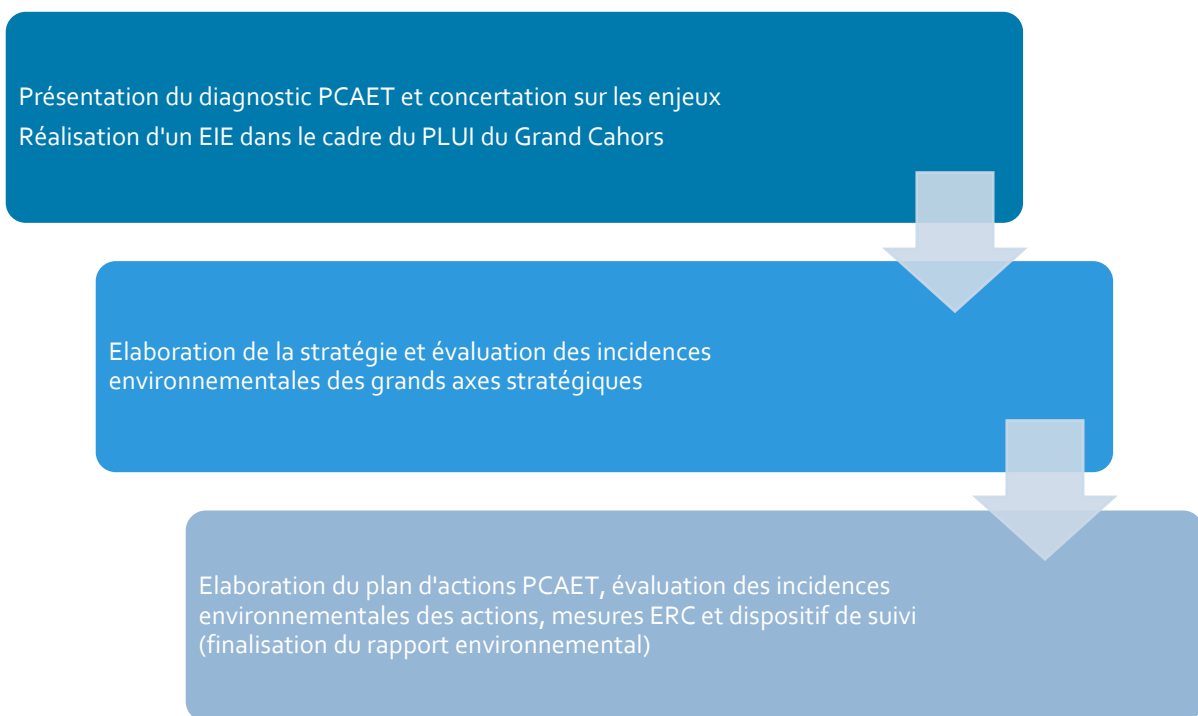 Présentation du diagnostic PCAET et concertation sur les enjeux
Réalisation d'un EIE dans le cadre du PLUI du Grand Cahors
Elaboration de la stratégie et évaluation des incidences
environnementales des grands axes stratégiques
Elaboration du plan d'actions PCAET, évaluation des incidences
environnementales des actions, mesures ERC et dispositif de suivi
(finalisation du rapport environnemental)